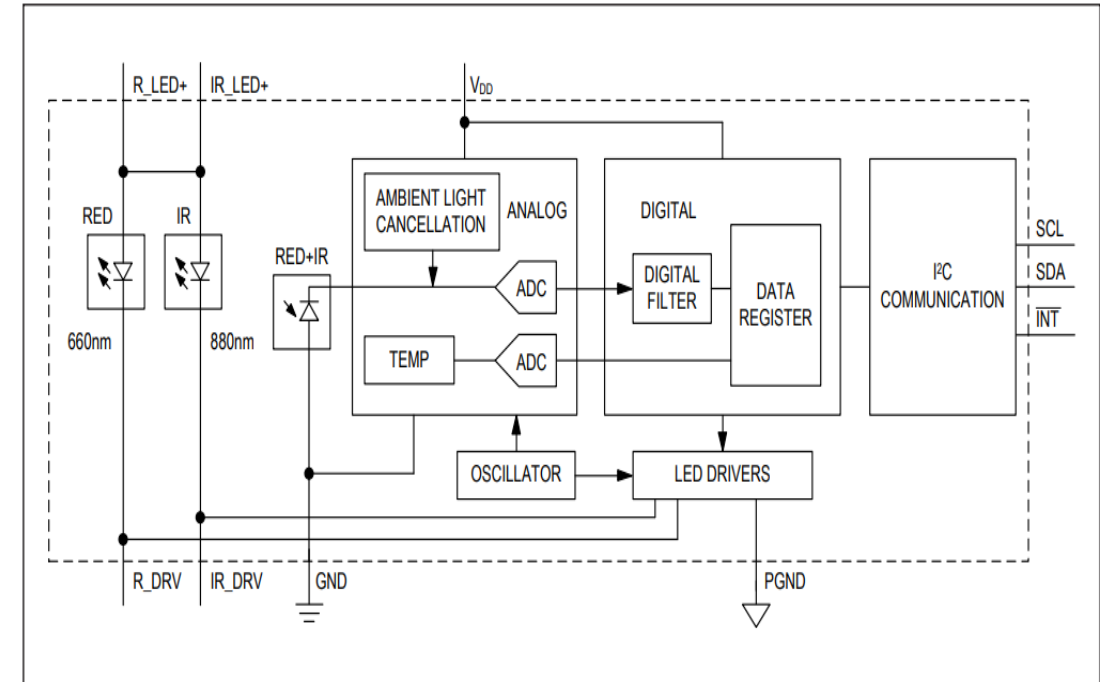 R_LED+
IR_LED+
VDD
AMBIENT LIGHT
CANCELLATION
ANALOG
DIGITAL
RED
IR
RED+IR
SCL
SDA
INT
ADC
DIGITAL
FILTER
DATA
REGISTER
I²C
COMMUNICATION
660nm
880nm
TEMP
ADC
OSCILLATOR
LED DRIVERS
R_DRV
IR_DRV
GND
PGND